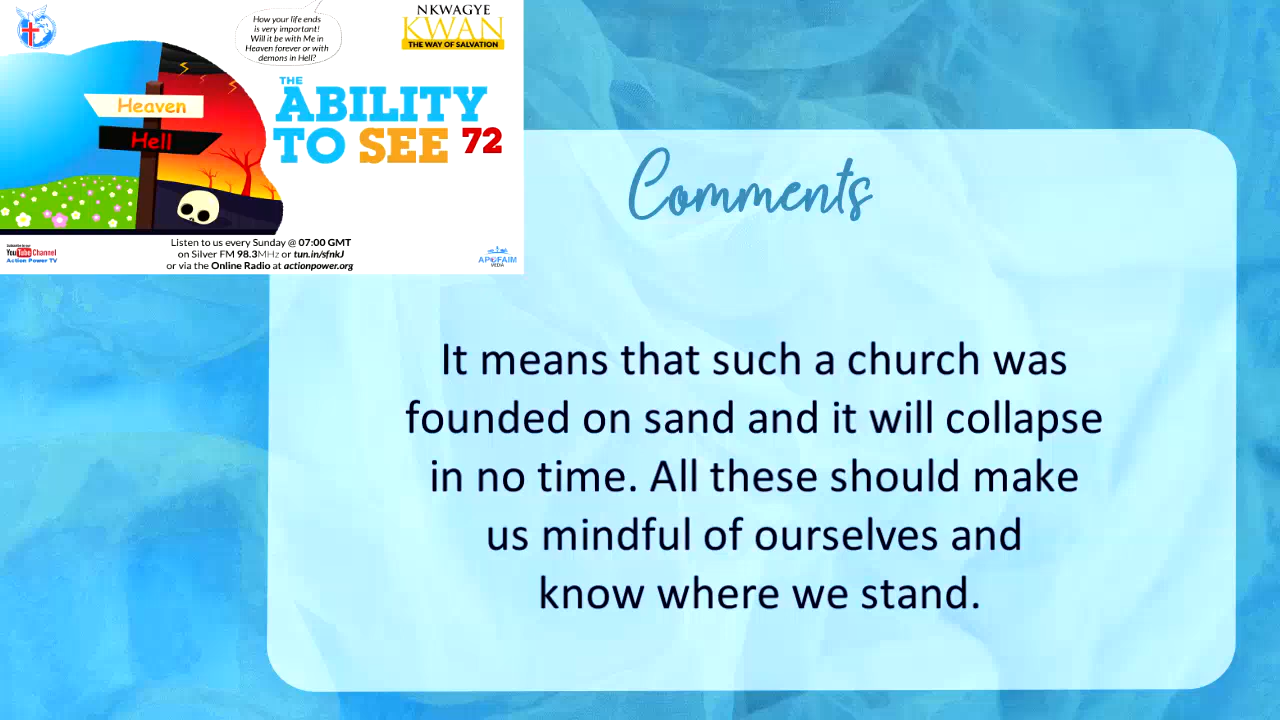 How your life ends
is very important!
Will it be with Me in
Heaven forever or with
demons in Hell?
NKWAGYE
KWAN
THE WAY OF SALVATION
Heaven
Hell
THE
ABILITY
TO SEE 72
Listen to us every Sunday @ 07:00 GMT
on Silver FM 98.3MHz or tun.in/sfnkJ
or via the Online Radio at actionpower.org
YouTube Channel
Action Power TV
APOFAIM
MEDIA
Comments
It means that such a church was
founded on sand and it will collapse
in no time. All these should make
us mindful of ourselves and
know where we stand.